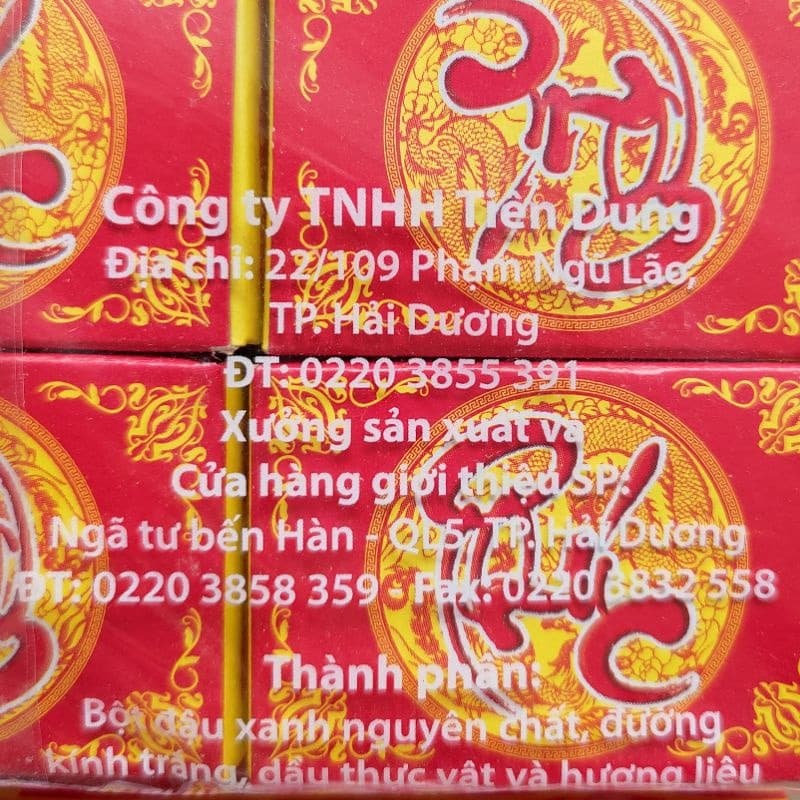 Công ty TNHH Tiến Dung
Địa chỉ: 22/109 Phạm Ngũ Lão,
TP. Hải Dương
ĐT: 0220 3855 391
Xưởng sản xuất và
Cửa hàng giới thiệu SP:
Ngã tư bến Hàn - QL5, TP. Hải Dương
ĐT: 0220 3858 359 - Fax: 0220 3832 558
Thành phần:
Bột đậu xanh nguyên chất, đường
kính trắng, dầu thực vật và hương liệu